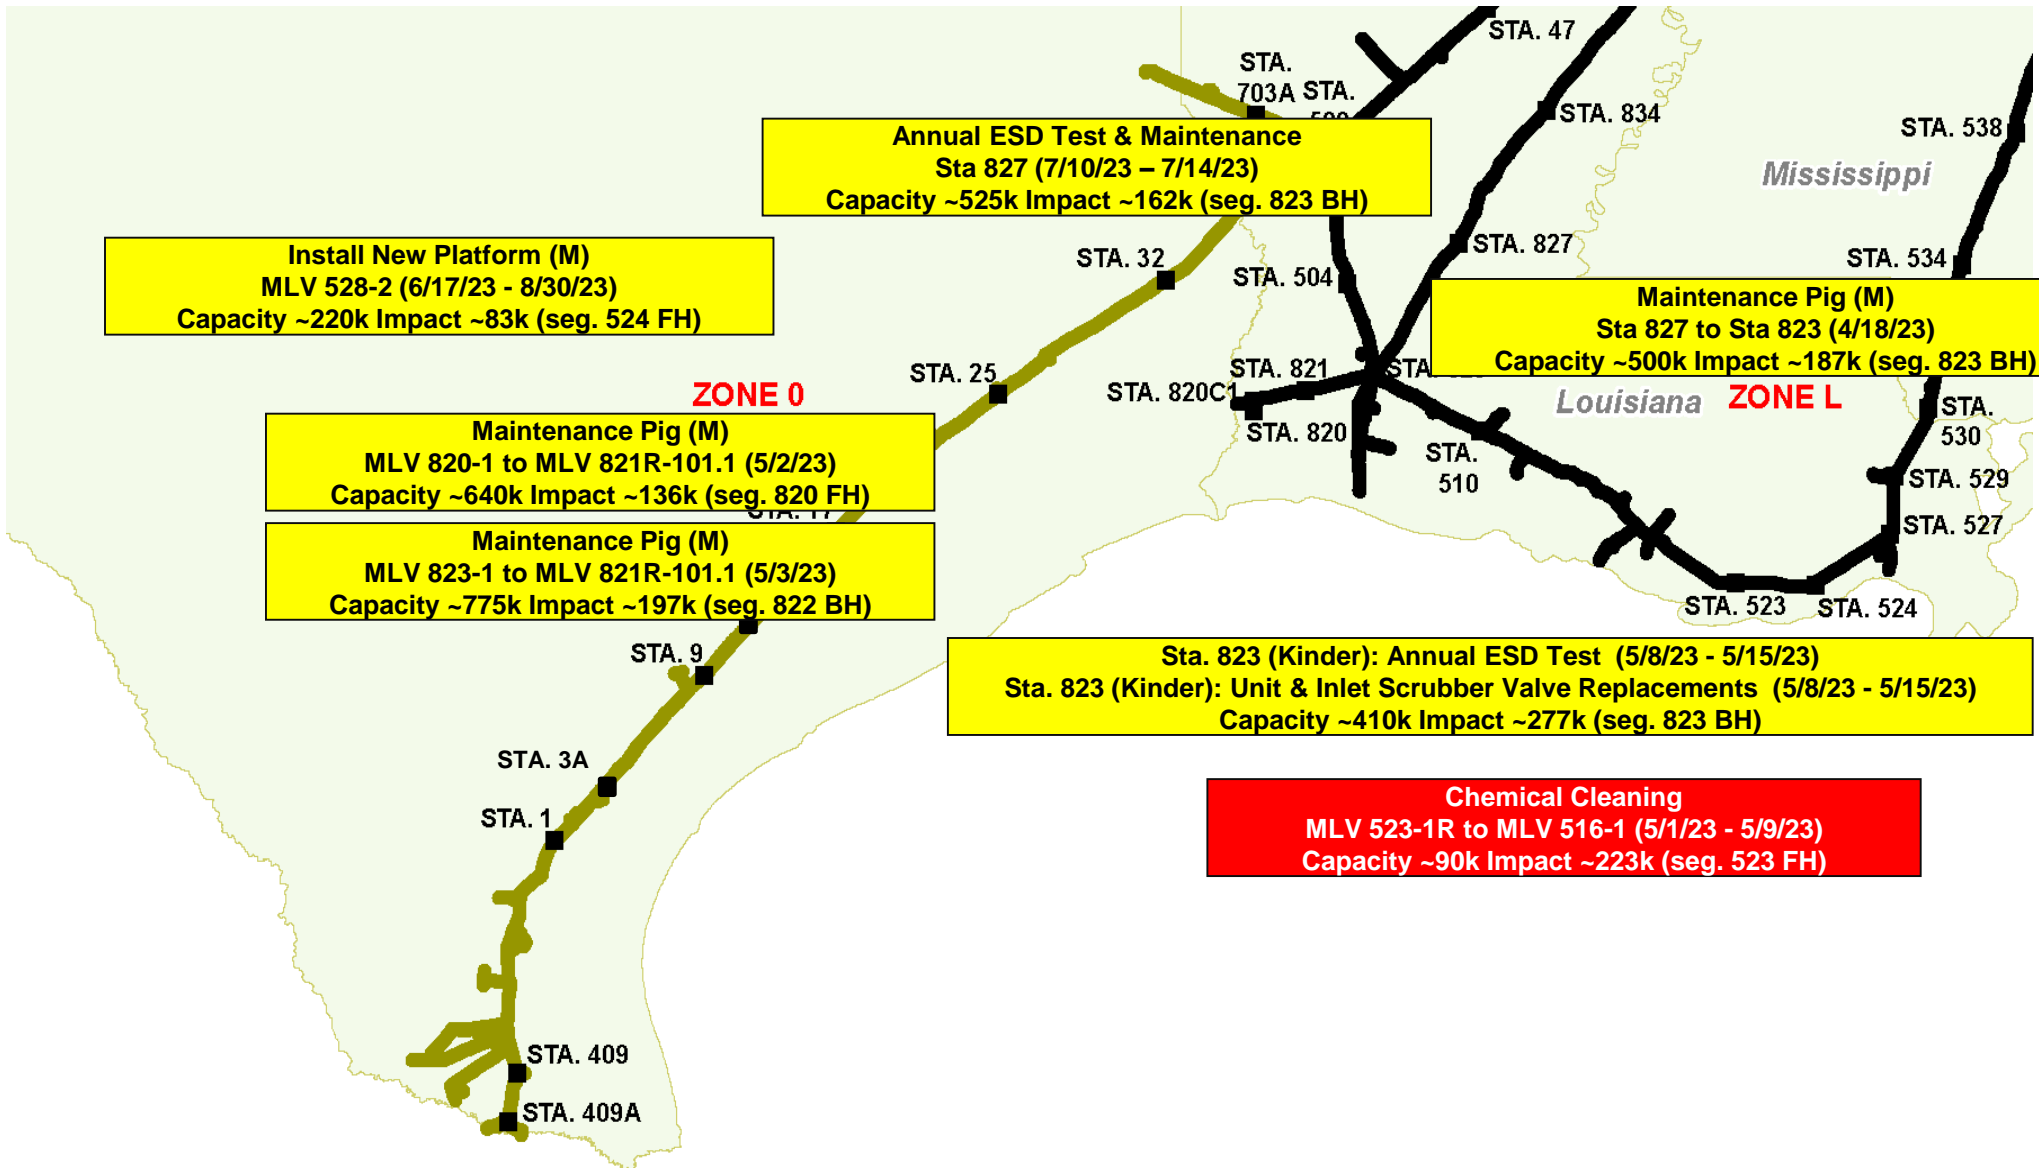 STA. 47
STA.
703A
STA.
STA. 834
STA. 538
Mississippi
Annual ESD Test & Maintenance
Sta 827 (7/10/23 – 7/14/23)
Capacity ~525k Impact ~162k (seg. 823 BH)
STA. 827
STA. 32
STA. 504
STA. 534
Install New Platform (M)
MLV 528-2 (6/17/23 - 8/30/23)
Capacity ~220k Impact ~83k (seg. 524 FH)
Maintenance Pig (M)
Sta 827 to Sta 823 (4/18/23)
Capacity ~500k Impact ~187k (seg. 823 BH)
STA. 25
ZONE 0
STA. 821
STA. 820C1
STA. 820
Louisiana
ZONE L
STA.
530
STA.
510
STA. 529
STA. 527
Maintenance Pig (M)
MLV 820-1 to MLV 821R-101.1 (5/2/23)
Capacity ~640k Impact ~136k (seg. 820 FH)
Maintenance Pig (M)
MLV 823-1 to MLV 821R-101.1 (5/3/23)
Capacity ~775k Impact ~197k (seg. 822 BH)
STA. 523
STA. 524
STA. 9
Sta. 823 (Kinder): Annual ESD Test (5/8/23 - 5/15/23)
Sta. 823 (Kinder): Unit & Inlet Scrubber Valve Replacements (5/8/23 - 5/15/23)
Capacity ~410k Impact ~277k (seg. 823 BH)
STA. 3A
STA. 1
Chemical Cleaning
MLV 523-1R to MLV 516-1 (5/1/23 - 5/9/23)
Capacity ~90k Impact ~223k (seg. 523 FH)
STA. 409
STA. 409A